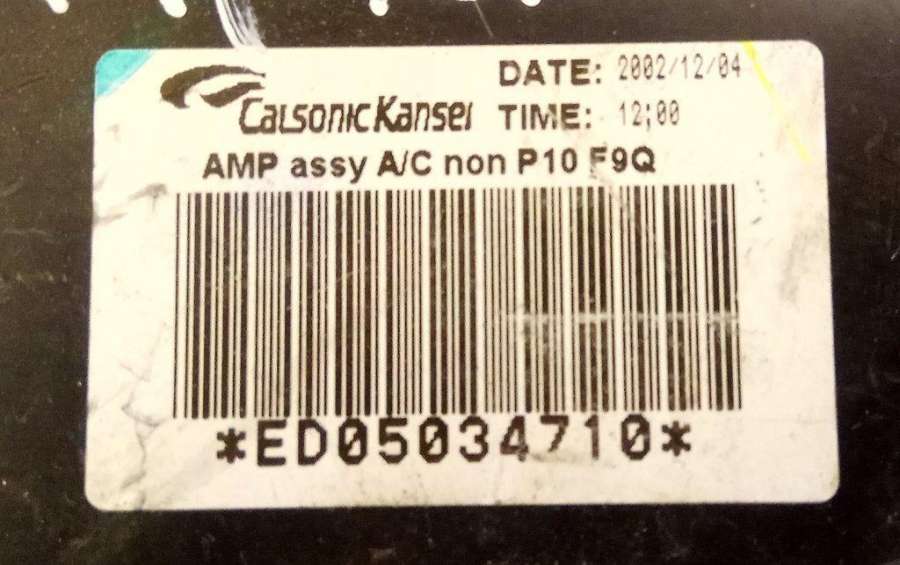 CalsonicKansei DATE: 2002/12/04
TIME: 12;00
AMP assy A/C non P10 F9Q
*ED05034710*